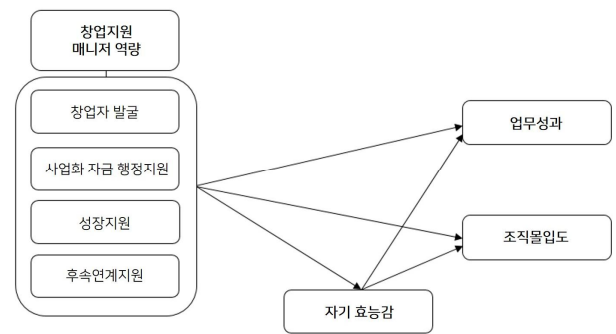 창업지원
매니저 역량
창업자 발굴
사업화 자금 행정지원
성장지원
후속연계지원
업무성과
조직몰입도
자기 효능감